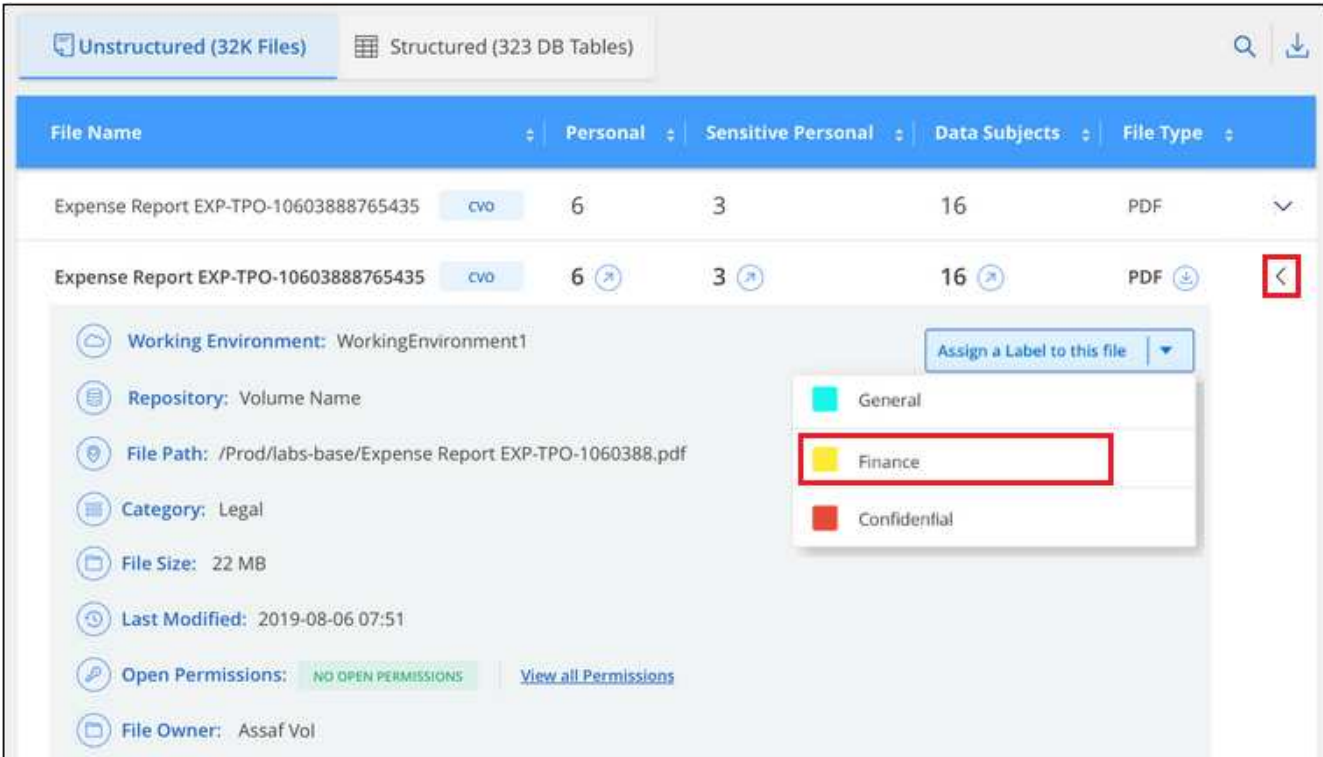 Unstructured (32K Files) Structured (323 DB Tables)
File Name Personal Sensitive Personal Data Subjects File Type
Expense Report EXP-TPO-10603888765435 CVO 6 3 16 PDF
Expense Report EXP-TPO-10603888765435 CVO 6 3 16 PDF
Working Environment: WorkingEnvironment1
Assign a Label to this file
Repository: Volume Name
General
File Path: /Prod/labs-base/Expense Report EXP-TPO-1060388.pdf
Finance
Category: Legal
Confidential
File Size: 22 MB
Last Modified: 2019-08-06 07:51
Open Permissions: NO OPEN PERMISSIONS View all Permissions
File Owner: Assaf Vol